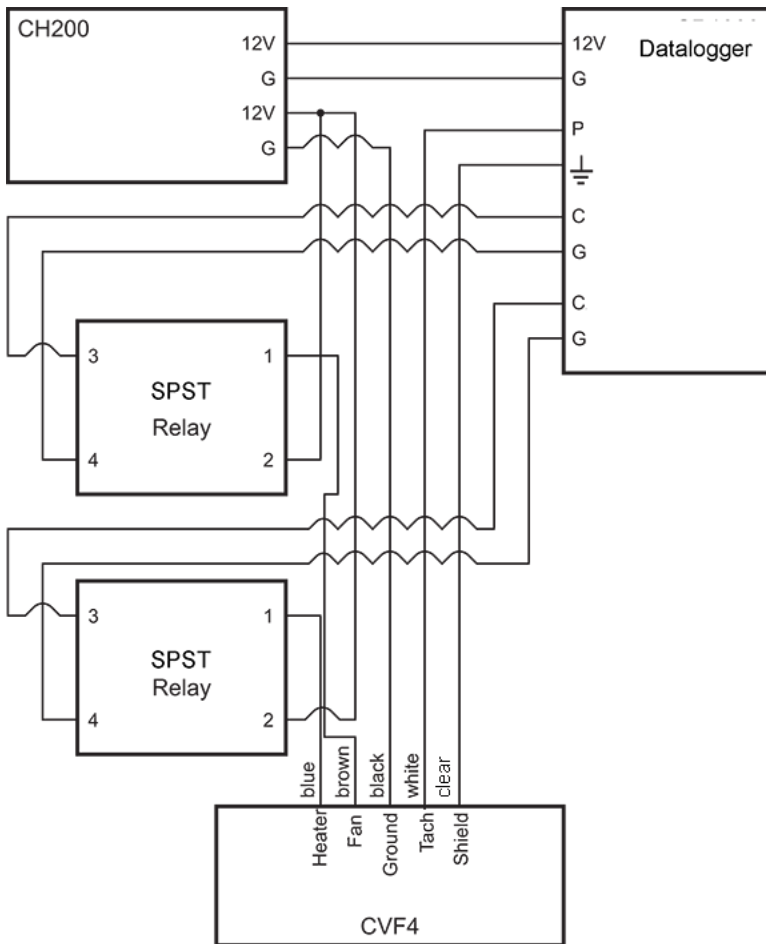 CH200
12V
G
12V
G
12V
Datalogger
G
P
C
G
C
G
3
1
SPST
Relay
4
2
3
1
SPST
Relay
4
2
blue
brown
black
white
clear
Heater
Fan
Ground
Tach
Shield
CVF4